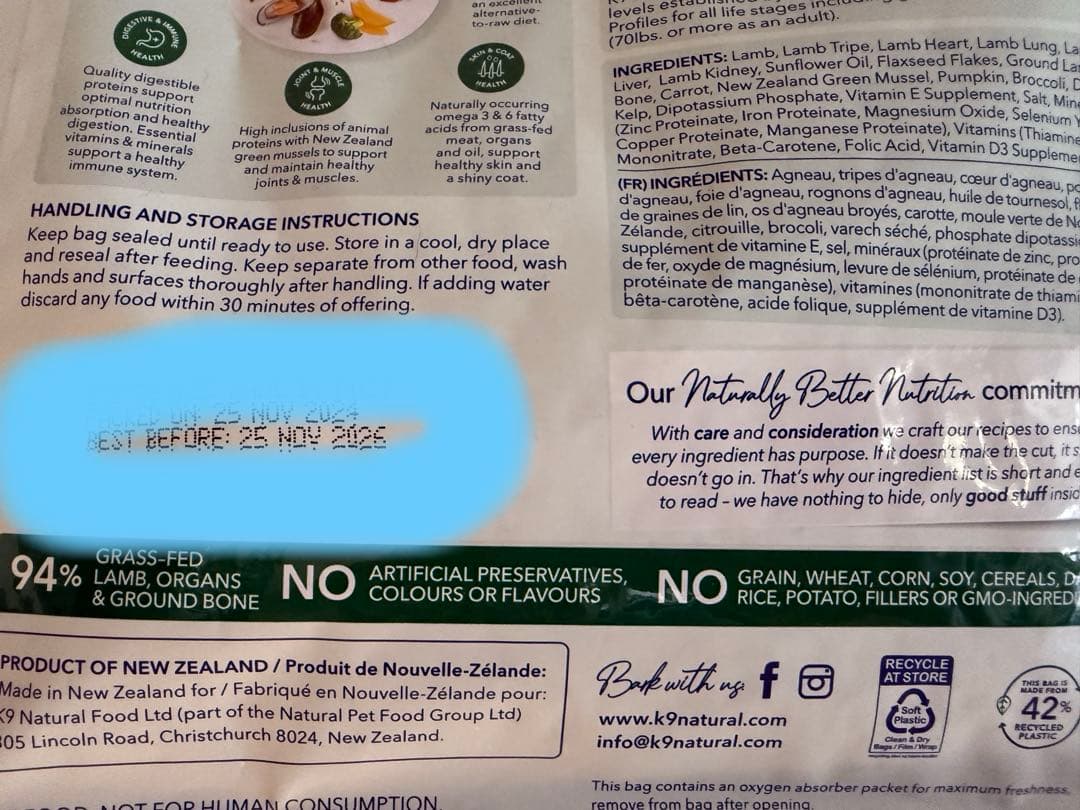 DIGESTIVE & IMMUNE
HEALTH
Quality digestible
proteins support
optimal nutrition
absorption and healthy
digestion. Essential
vitamins & minerals
support a healthy
immune system.
JOINT & MUSCLE
HEALTH
High inclusions of animal
proteins with New Zealand
green mussels to support
and maintain healthy
joints & muscles.
an excellent
alternative-
to-raw diet.
SKIN & COAT
HEALTH
Naturally occurring
omega 3 & 6 fatty
acids from grass-fed
meat, organs
and oil, support
healthy skin and
a shiny coat.
HANDLING AND STORAGE INSTRUCTIONS
Keep bag sealed until ready to use. Store in a cool, dry place
and reseal after feeding. Keep separate from other food, wash
hands and surfaces thoroughly after handling. If adding water
discard any food within 30 minutes of offering.
ON: 25 NOV 2024
BEST BEFORE: 25 NOV 2026
levels
Profiles for all life stages
(70lbs. or more as an adult).
INGREDIENTS: Lamb, Lamb Tripe, Lamb Heart, Lamb Lung,
Liver, Lamb Kidney, Sunflower Oil, Flaxseed Flakes, Ground
Bone, Carrot, New Zealand Green Mussel, Pumpkin, Broccoli,
Kelp, Dipotassium Phosphate, Vitamin E Supplement, Salt,
(Zinc Proteinate, Iron Proteinate, Magnesium Oxide, Selenium
Copper Proteinate, Manganese Proteinate), Vitamins (Thiamine
Mononitrate, Beta-Carotene, Folic Acid, Vitamin D3
(FR) INGRÉDIENTS: Agneau, tripes d'agneau, cœur d'agneau,
d'agneau, foie d'agneau, rognons d'agneau, huile de tournesol,
de graines de lin, os d'agneau broyés, carotte, moule verte de
Zélande, citrouille, brocoli, varech séché, phosphate
supplément de vitamine E, sel, minéraux (protéinate de zinc,
de fer, oxyde de magnésium, levure de sélénium, protéinate de
protéinate de manganèse), vitamines (mononitrate de
bêta-carotène, acide folique, supplément de vitamine D3).
Our Naturally Better Nutrition
With care and consideration we craft our recipes to
every ingredient has purpose. If it doesn't make the cut, it
doesn't go in. That's why our ingredient list is short and
to read - we have nothing to hide, only good stuff
94% GRASS-FED
LAMB, ORGANS
& GROUND BONE
NO ARTIFICIAL PRESERVATIVES,
COLOURS OR FLAVOURS
NO GRAIN, WHEAT, CORN, SOY, CEREALS,
RICE, POTATO, FILLERS OR
PRODUCT OF NEW ZEALAND / Produit de Nouvelle-Zélande:
Made in New Zealand for / Fabriqué en Nouvelle-Zélande pour:
K9 Natural Food Ltd (part of the Natural Pet Food Group Ltd)
305 Lincoln Road, Christchurch 8024, New Zealand.
Bark with us:
www.k9natural.com
info@k9natural.com
RECYCLE
AT STORE
Soft
Plastic
Clean & Dry
Bags / Film / Wrap
THIS BAG IS
MADE FROM
42%
RECYCLED
PLASTIC
NOT FOR HUMAN CONSUMPTION.
This bag contains an oxygen absorber packet for maximum freshness,
remove from bag after opening.